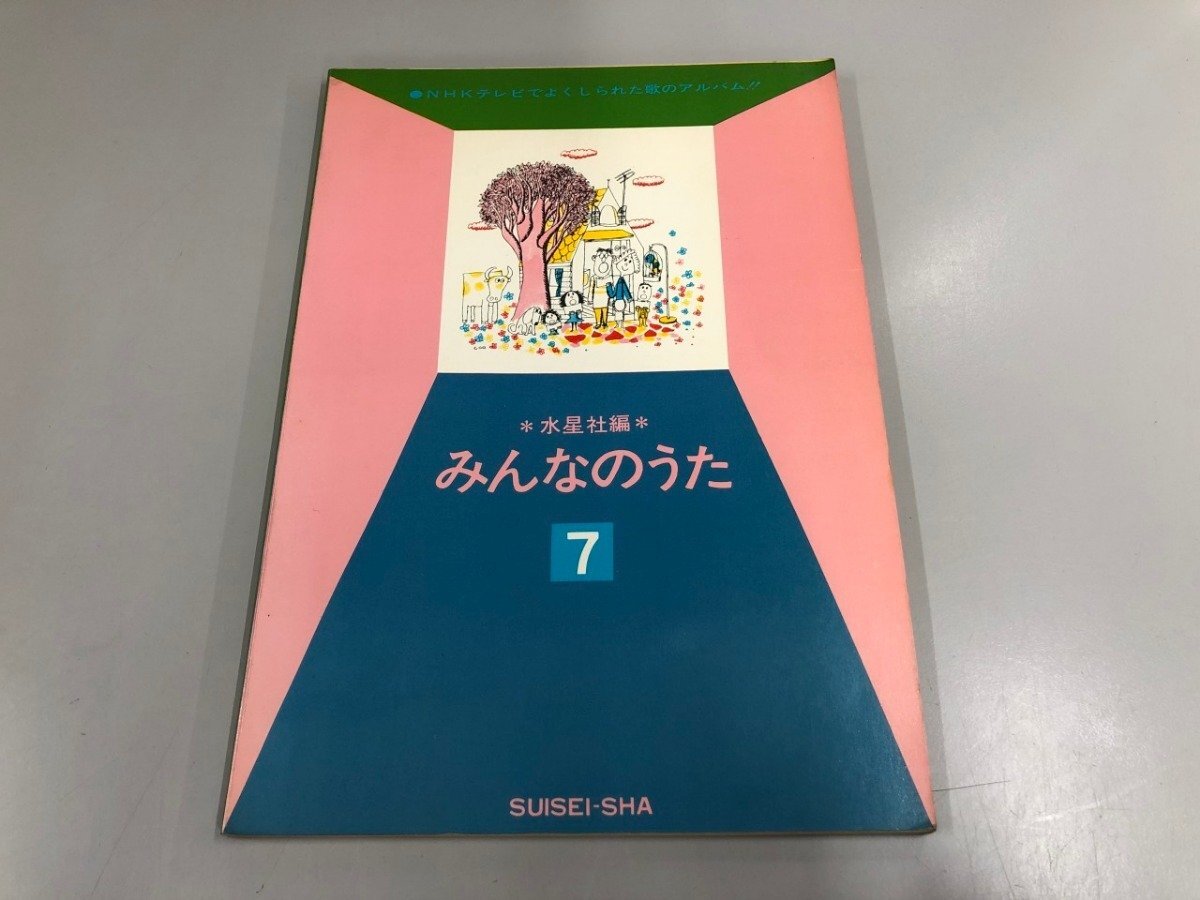 ●NHKテレビでよくしられた歌のアルバム!!
＊水星社編＊
みんなのうた
7
SUISEI-SHA